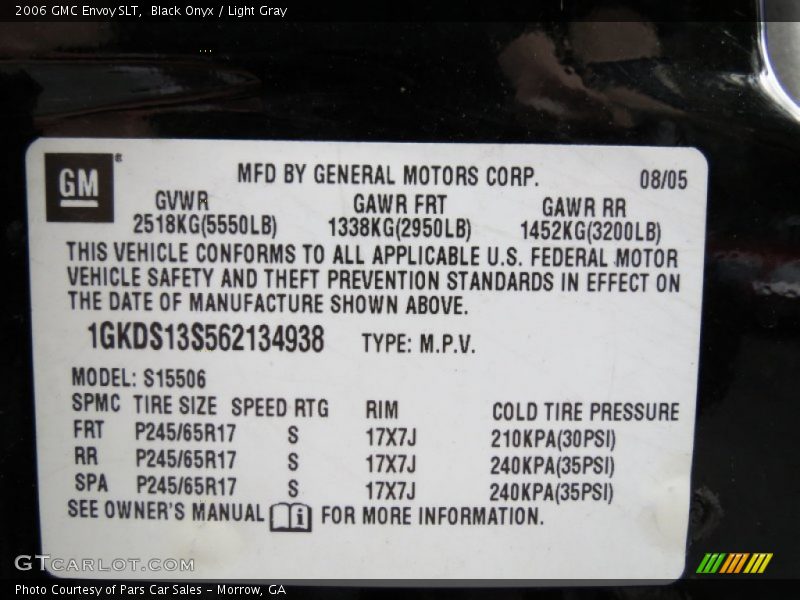 2006 GMC Envoy SLT,  Black Onyx / Light Gray
GM® MFD BY GENERAL MOTORS CORP. 08/05
GVWR GAWR FRT GAWR RR
2518KG(5550LB) 1338KG(2950LB) 1452KG(3200LB)
THIS VEHICLE CONFORMS TO ALL APPLICABLE U.S. FEDERAL MOTOR
VEHICLE SAFETY AND THEFT PREVENTION STANDARDS IN EFFECT ON
THE DATE OF MANUFACTURE SHOWN ABOVE.
1GKDS13S562134938 TYPE: M.P.V.
MODEL: S15506
SPMC TIRE SIZE SPEED RTG RIM COLD TIRE PRESSURE
FRT P245/65R17 S 17X7J 210KPA(30PSI)
RR P245/65R17 S 17X7J 240KPA(35PSI)
SPA P245/65R17 S 17X7J 240KPA(35PSI)
SEE OWNER'S MANUAL i FOR MORE INFORMATION.
GTCARLOT.COM
Photo Courtesy of Pars Car Sales - Morrow, GA